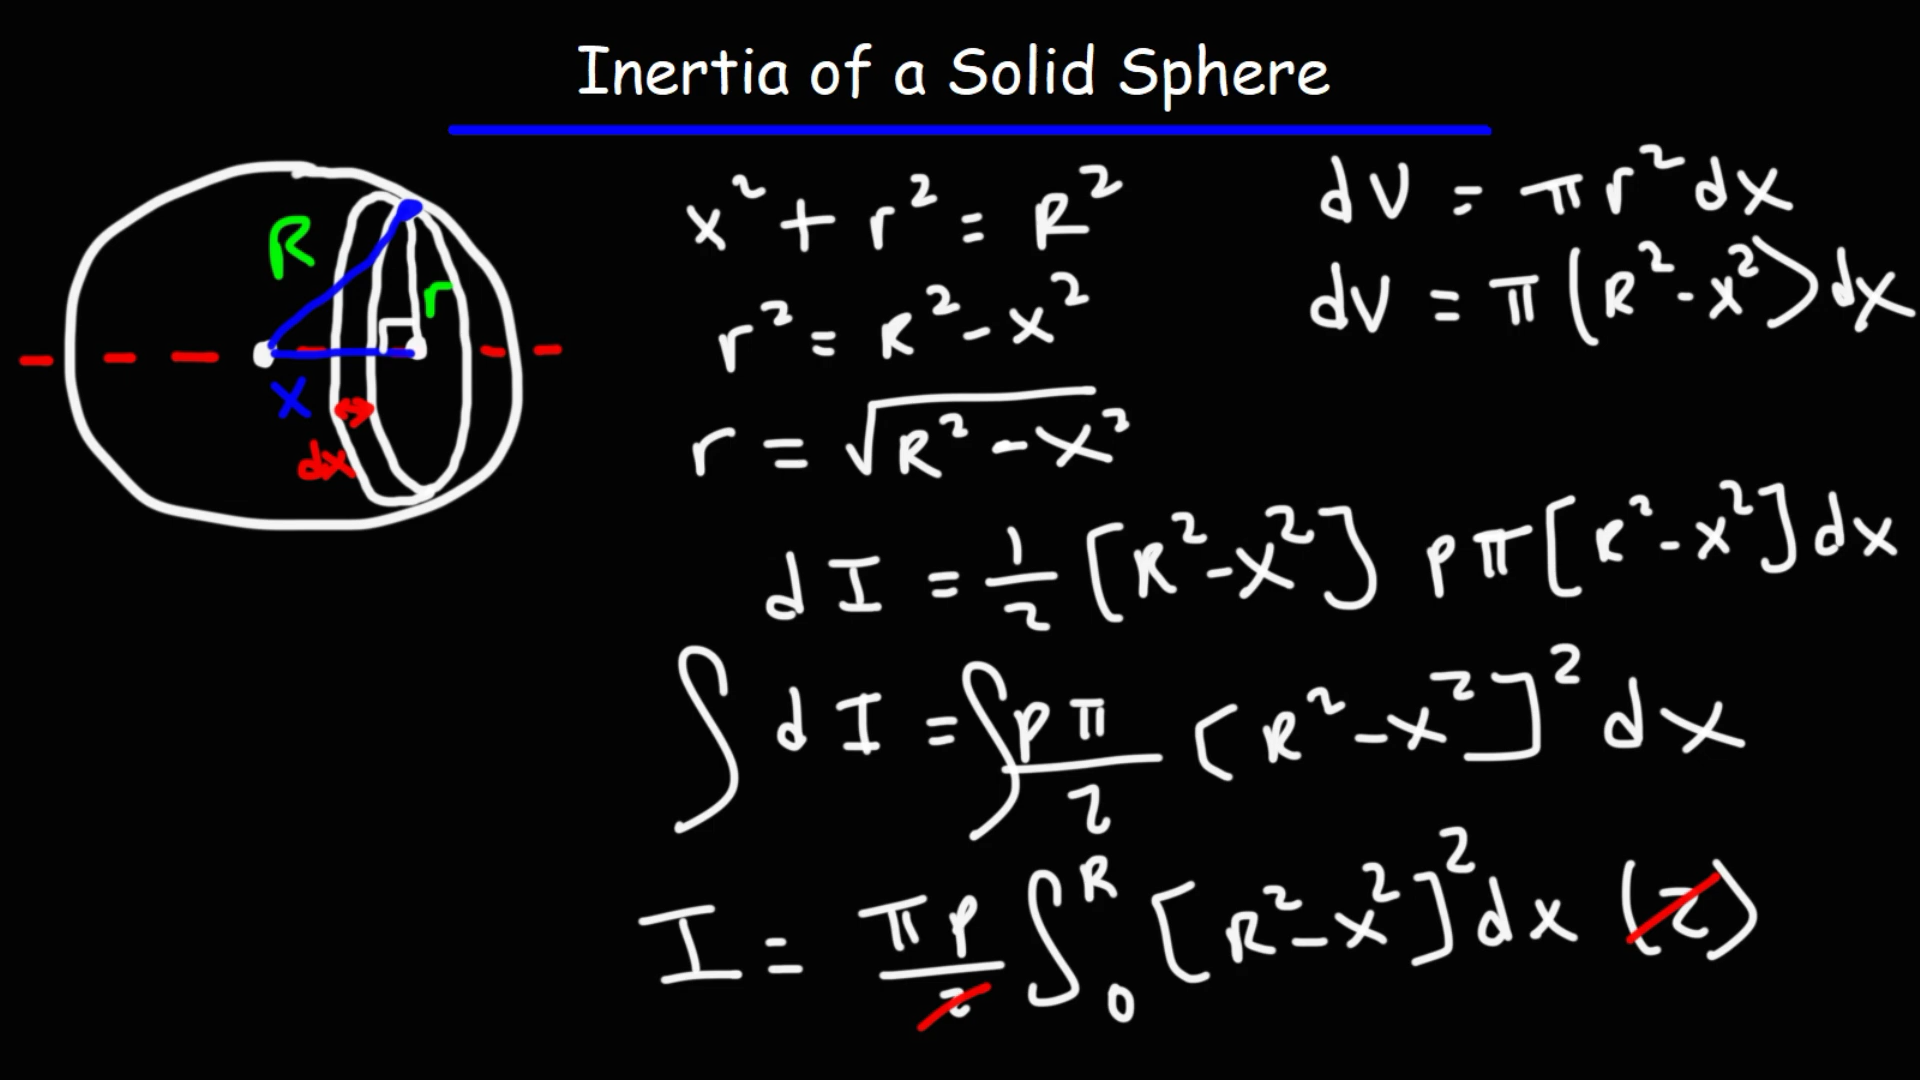 Inertia of a Solid Sphere
R
r
x
dx
x² + r² = R²
r² = R² - x²
r = √(R² - x²)
dV = πr²dx
dV = π(R² - x²)dx
dI = 1/2 [R² - x²] ρπ[R² - x²]dx
∫dI = ∫ρπ/2 [R² - x²]² dx
I = πρ/2 ∫₀ᴿ [R² - x²]² dx (2)